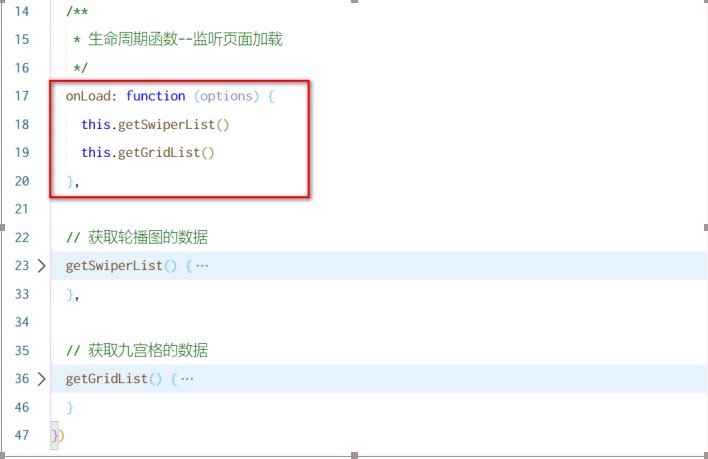 14 /**
15 * 生命周期函数--监听页面加载
16 */
17 onLoad: function (options) {
18 this.getSwiperList()
19 this.getGridList()
20 },
21
22 // 获取轮播图的数据
23 getSwiperList() {…
33 },
34
35 // 获取九宫格的数据
36 getGridList() {…
46 }
47 })